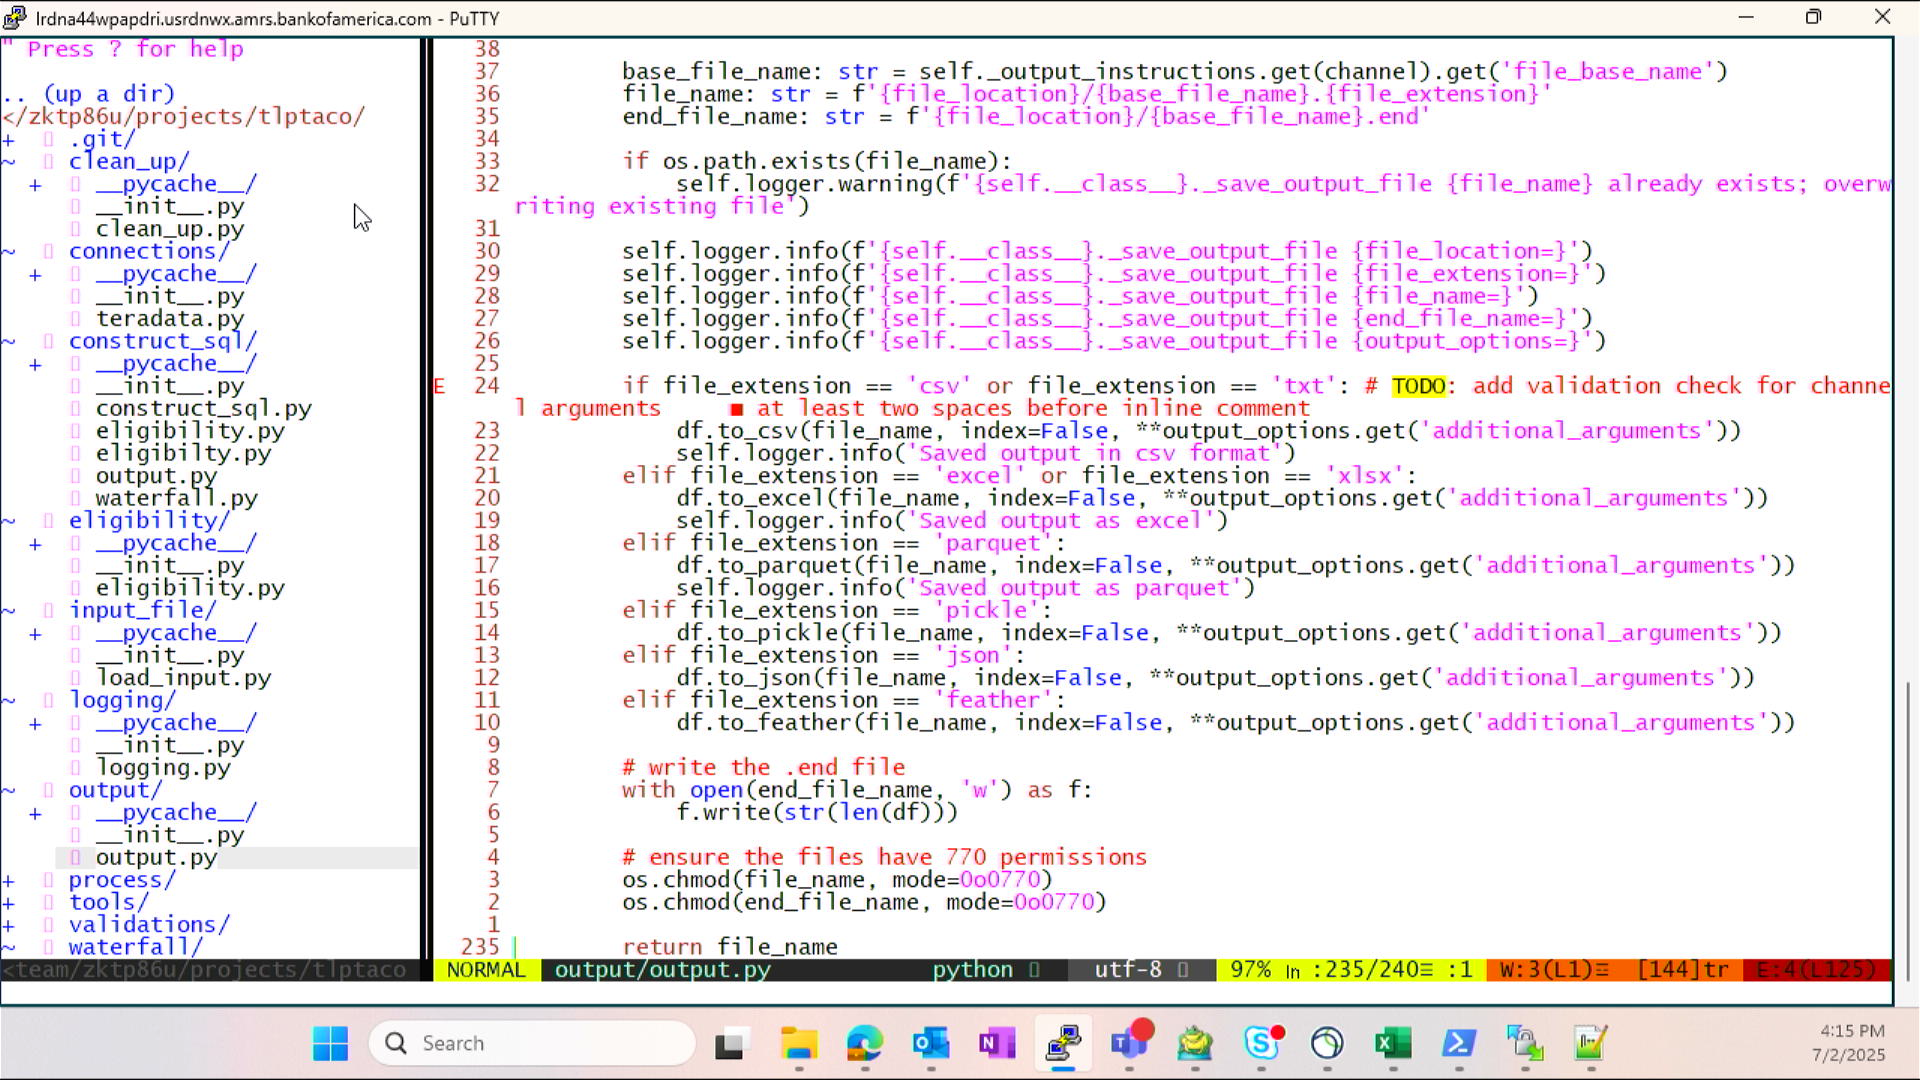 lrdna44wpapdri.usrdnwx.amrs.bankofamerica.com - PuTTY
" Press ? for help
.. (up a dir)
</zktp86u/projects/tlptaco/
+ .git/
~ clean_up/
+ __pycache__/
__init__.py
clean_up.py
~ connections/
+ __pycache__/
__init__.py
teradata.py
~ construct_sql/
+ __pycache__/
__init__.py
construct_sql.py
eligibility.py
eligibilty.py
output.py
waterfall.py
~ eligibility/
+ __pycache__/
__init__.py
eligibility.py
~ input_file/
+ __pycache__/
__init__.py
load_input.py
~ logging/
+ __pycache__/
__init__.py
logging.py
~ output/
+ __pycache__/
__init__.py
output.py
+ process/
+ tools/
+ validations/
~ waterfall/
<team/zktp86u/projects/tlptaco
38
37 base_file_name: str = self._output_instructions.get(channel).get('file_base_name')
36 file_name: str = f'{file_location}/{base_file_name}.{file_extension}'
35 end_file_name: str = f'{file_location}/{base_file_name}.end'
34
33 if os.path.exists(file_name):
32 self.logger.warning(f'{self.__class__}._save_output_file {file_name} already exists; overw
riting existing file')
31
30 self.logger.info(f'{self.__class__}._save_output_file {file_location=}')
29 self.logger.info(f'{self.__class__}._save_output_file {file_extension=}')
28 self.logger.info(f'{self.__class__}._save_output_file {file_name=}')
27 self.logger.info(f'{self.__class__}._save_output_file {end_file_name=}')
26 self.logger.info(f'{self.__class__}._save_output_file {output_options=}')
25
E 24 if file_extension == 'csv' or file_extension == 'txt': # TODO: add validation check for channe
l arguments ■ at least two spaces before inline comment
23 df.to_csv(file_name, index=False, **output_options.get('additional_arguments'))
22 self.logger.info('Saved output in csv format')
21 elif file_extension == 'excel' or file_extension == 'xlsx':
20 df.to_excel(file_name, index=False, **output_options.get('additional_arguments'))
19 self.logger.info('Saved output as excel')
18 elif file_extension == 'parquet':
17 df.to_parquet(file_name, index=False, **output_options.get('additional_arguments'))
16 self.logger.info('Saved output as parquet')
15 elif file_extension == 'pickle':
14 df.to_pickle(file_name, index=False, **output_options.get('additional_arguments'))
13 elif file_extension == 'json':
12 df.to_json(file_name, index=False, **output_options.get('additional_arguments'))
11 elif file_extension == 'feather':
10 df.to_feather(file_name, index=False, **output_options.get('additional_arguments'))
9
8 # write the .end file
7 with open(end_file_name, 'w') as f:
6 f.write(str(len(df)))
5
4 # ensure the files have 770 permissions
3 os.chmod(file_name, mode=0o0770)
2 os.chmod(end_file_name, mode=0o0770)
1
235 return file_name
NORMAL output/output.py python utf-8 97% ln :235/240≡ :1 W:3(L1) [144]tr E:4(L125)
Search
4:15 PM
7/2/2025